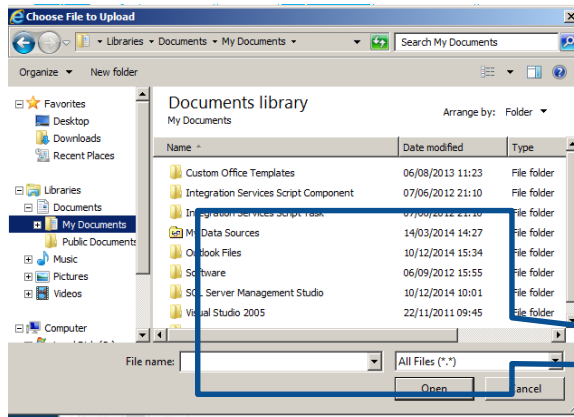 Choose File to Upload
Libraries Documents My Documents Search My Documents
Organize New folder
Favorites
Desktop
Downloads
Recent Places
Libraries
Documents
My Documents
Public Documents
Music
Pictures
Videos
Computer
Documents library
My Documents
Arrange by: Folder
Name Date modified Type
Custom Office Templates 06/08/2013 11:23 File folder
Integration Services Script Component 07/06/2012 21:10 File folder
Integration Services Script Task 07/06/2012 21:10 File folder
My Data Sources 14/03/2014 14:27 File folder
Outlook Files 10/12/2014 15:34 File folder
Software 06/09/2012 15:55 File folder
SQL Server Management Studio 10/12/2014 10:01 File folder
Visual Studio 2005 22/11/2011 09:45 File folder
File name: All Files (*.*)
Open Cancel